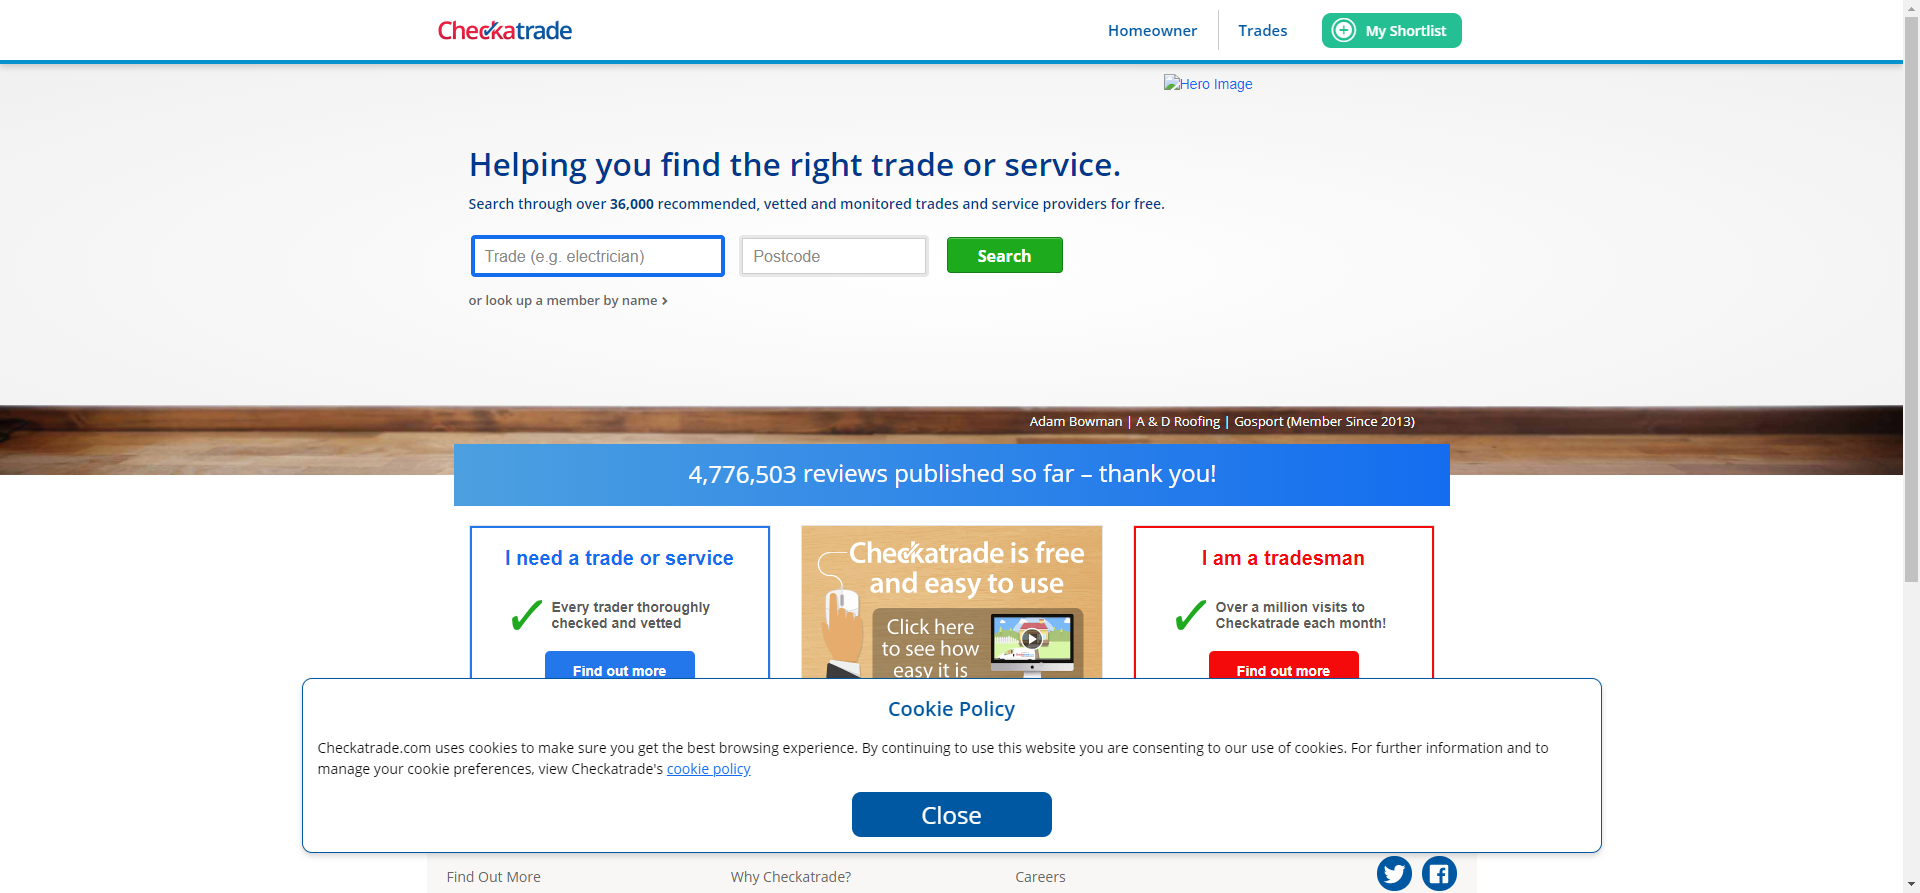 Checkatrade
Homeowner
Trades
My Shortlist
Hero Image
Helping you find the right trade or service.
Search through over 36,000 recommended, vetted and monitored trades and service providers for free.
Trade (e.g. electrician)
Postcode
Search
or look up a member by name
Adam Bowman | A & D Roofing | Gosport (Member Since 2013)
4,776,503 reviews published so far – thank you!
I need a trade or service
Every trader thoroughly
checked and vetted
Find out more
Checkatrade is free
and easy to use
Click here
to see how
easy it is
I am a tradesman
Over a million visits to
Checkatrade each month!
Find out more
Cookie Policy
Checkatrade.com uses cookies to make sure you get the best browsing experience. By continuing to use this website you are consenting to our use of cookies. For further information and to
manage your cookie preferences, view Checkatrade's cookie policy
Close
Find Out More
Why Checkatrade?
Careers